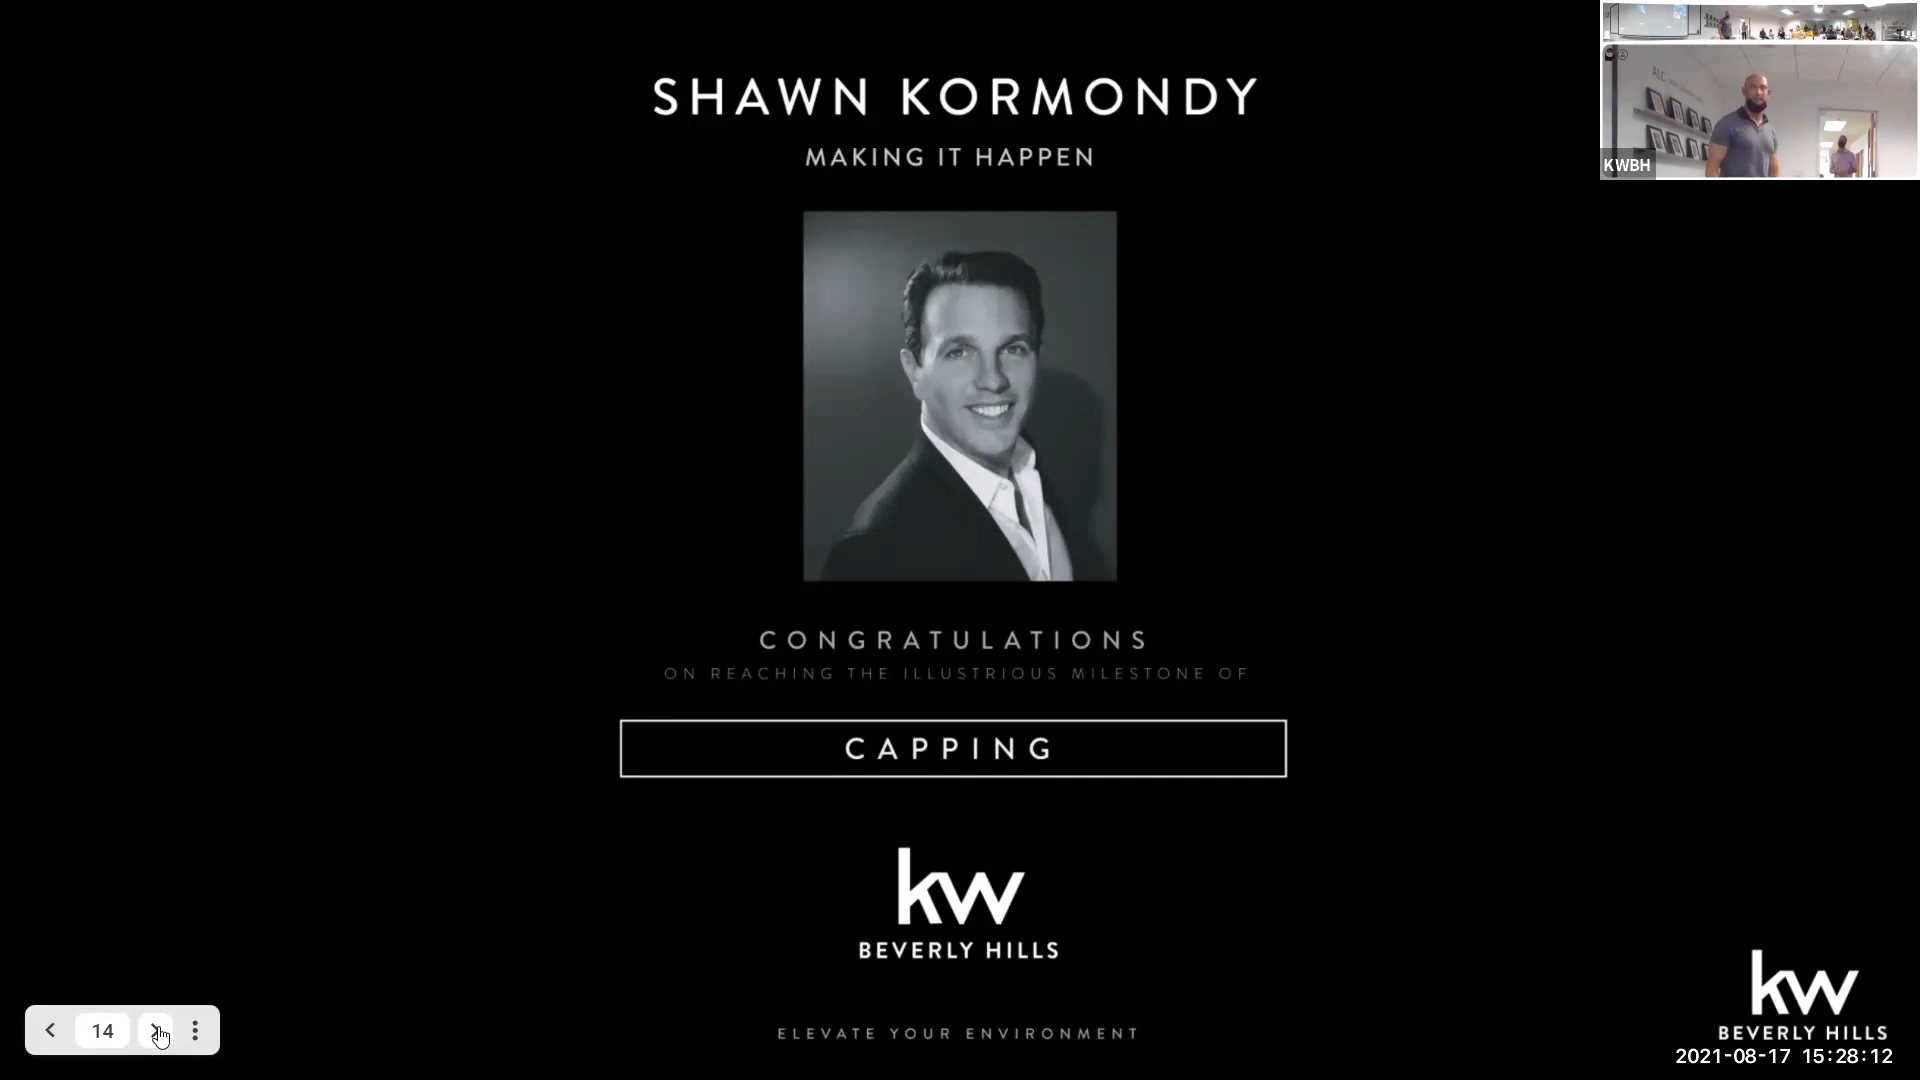 SHAWN KORMONDY
MAKING IT HAPPEN
ALC
KWBH
CONGRATULATIONS
ON REACHING THE ILLUSTRIOUS MILESTONE OF
CAPPING
kw
BEVERLY HILLS
ELEVATE YOUR ENVIRONMENT
14
kw
BEVERLY HILLS
2021-08-17 15:28:12